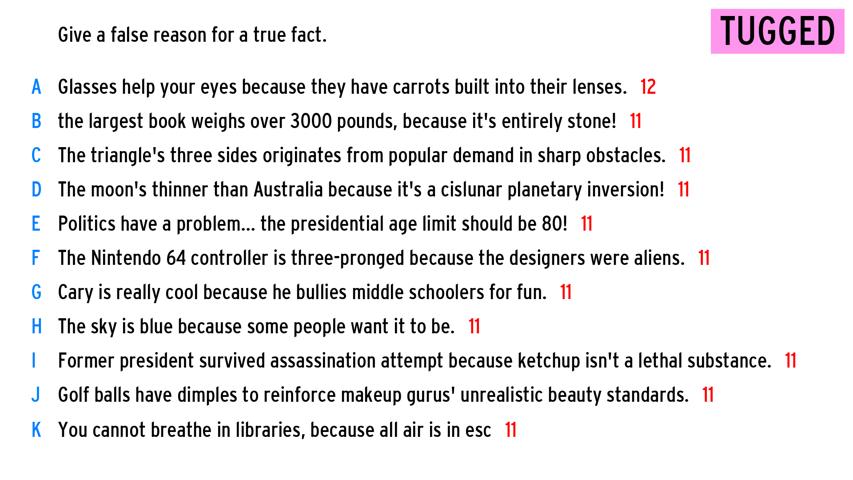 Give a false reason for a true fact.
TUGGED
A Glasses help your eyes because they have carrots built into their lenses. 12
B the largest book weighs over 3000 pounds, because it's entirely stone! 11
C The triangle's three sides originates from popular demand in sharp obstacles. 11
D The moon's thinner than Australia because it's a cislunar planetary inversion! 11
E Politics have a problem... the presidential age limit should be 80! 11
F The Nintendo 64 controller is three-pronged because the designers were aliens. 11
G Cary is really cool because he bullies middle schoolers for fun. 11
H The sky is blue because some people want it to be. 11
I Former president survived assassination attempt because ketchup isn't a lethal substance. 11
J Golf balls have dimples to reinforce makeup gurus' unrealistic beauty standards. 11
K You cannot breathe in libraries, because all air is in esc 11